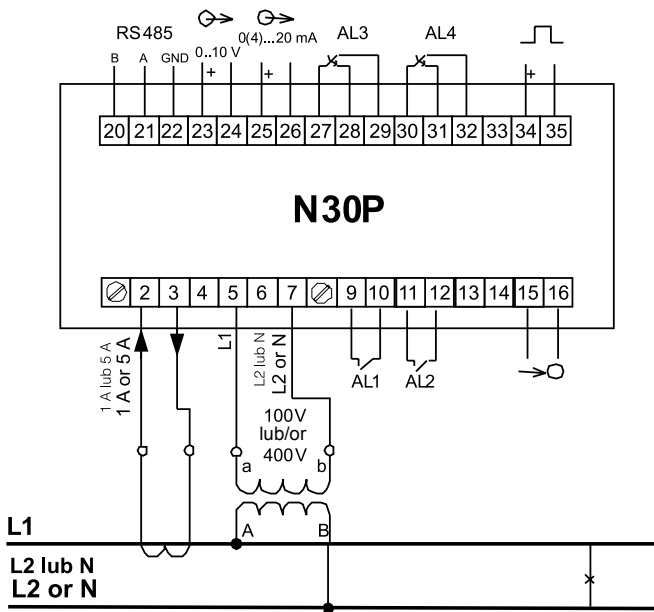 RS485
0(4)...20 mA
AL3
AL4
B
A
GND
0..10 V
+
+
+
20 21 22 23 24 25 26 27 28 29 30 31 32 33 34 35
N30P
2 3 4 5 6 7 9 10 11 12 13 14 15 16
1 A lub 5 A
1 A or 5 A
L1
L2 lub N
L2 or N
AL1
AL2
100V
lub/or
400V
a
b
A
B
L1
L2 lub N
L2 or N